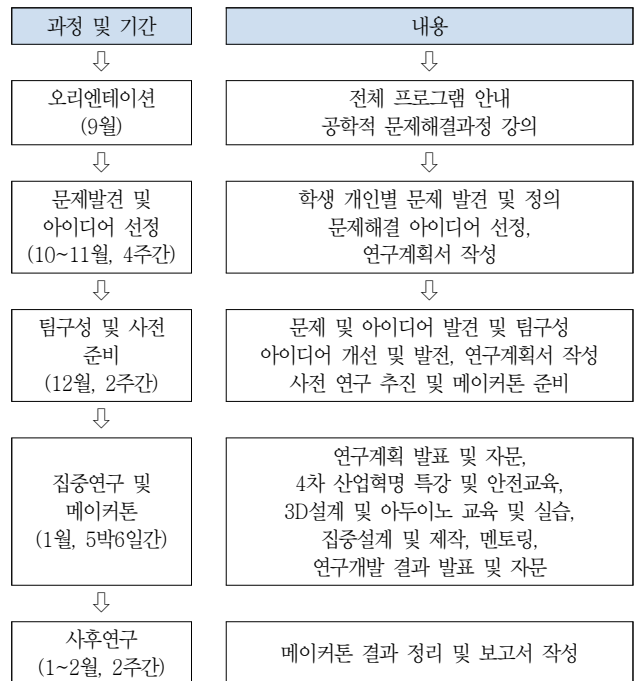 과정 및 기간
내용
⇩
⇩
오리엔테이션
(9월)
전체 프로그램 안내
공학적 문제해결과정 강의
⇩
⇩
문제발견 및
아이디어 선정
(10~11월, 4주간)
학생 개인별 문제 발견 및 정의
문제해결 아이디어 선정,
연구계획서 작성
⇩
⇩
팀구성 및 사전
준비
(12월, 2주간)
문제 및 아이디어 발견 및 팀구성
아이디어 개선 및 발전, 연구계획서 작성
사전 연구 추진 및 메이커톤 준비
⇩
집중연구 및
메이커톤
(1월, 5박6일간)
연구계획 발표 및 자문,
4차 산업혁명 특강 및 안전교육,
3D설계 및 아두이노 교육 및 실습,
집중설계 및 제작, 멘토링,
연구개발 결과 발표 및 자문
⇩
사후연구
(1~2월, 2주간)
메이커톤 결과 정리 및 보고서 작성